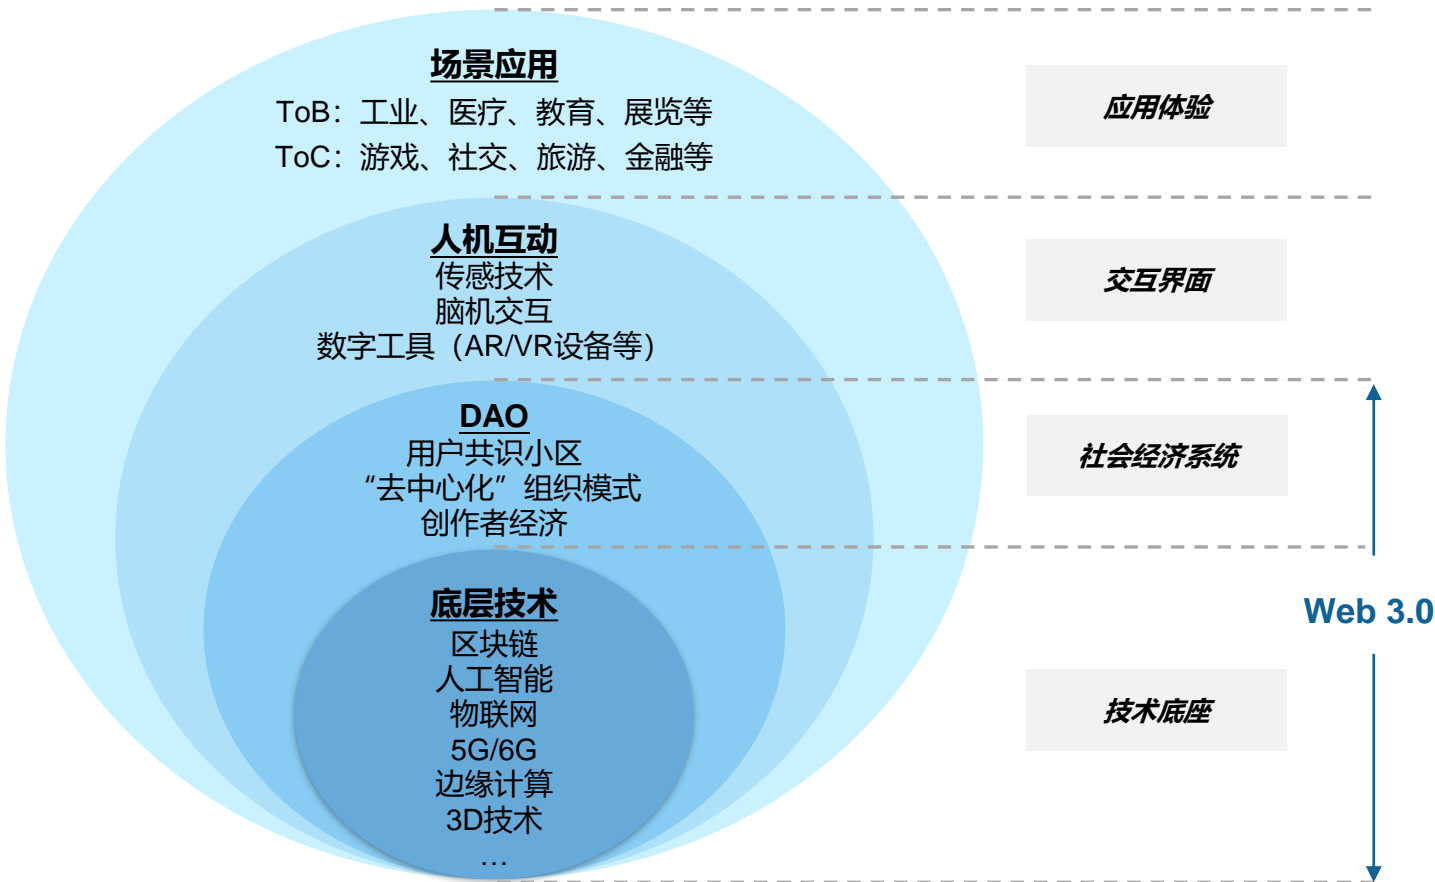 场景应用
ToB：工业、医疗、教育、展览等
ToC：游戏、社交、旅游、金融等
应用体验
人机互动
传感技术
脑机交互
数字工具（AR/VR设备等）
交互界面
DAO
用户共识小区
“去中心化”组织模式
创作者经济
社会经济系统
底层技术
区块链
人工智能
物联网
5G/6G
边缘计算
3D技术
…
技术底座
Web 3.0